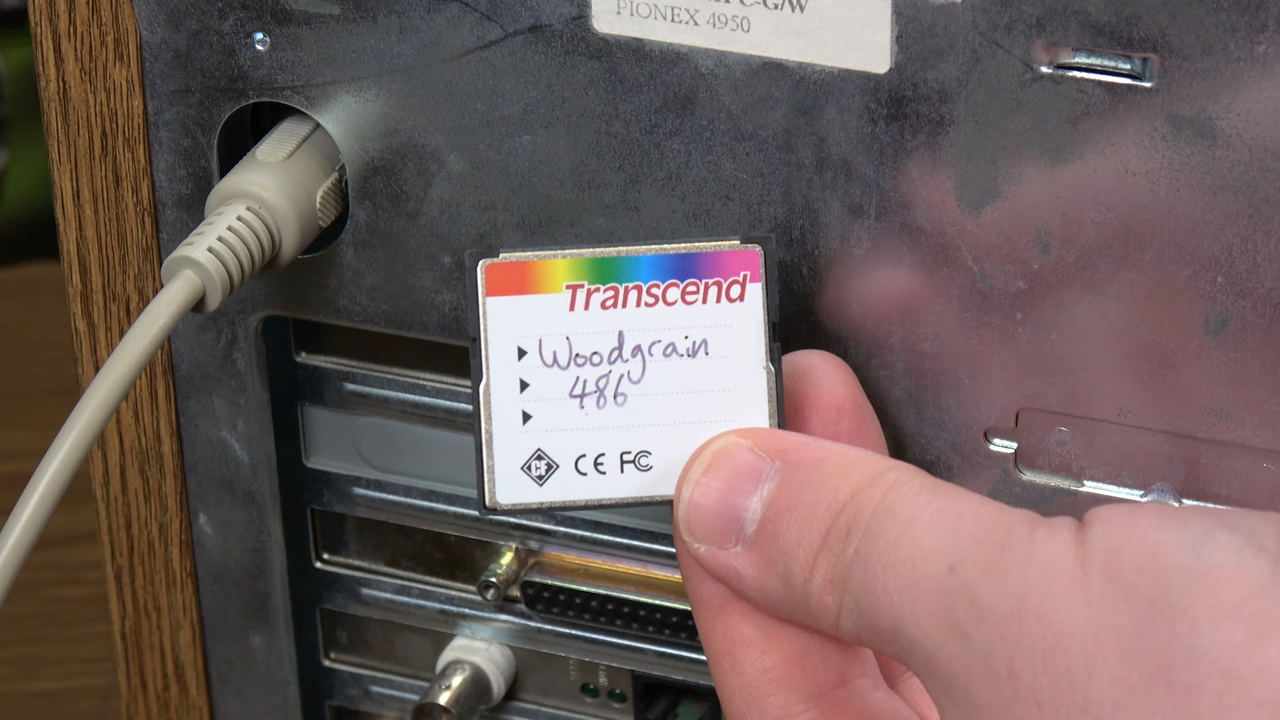 C-G/W
PIONEX 4950
Transcend
Woodgrain
486
CF CE FC